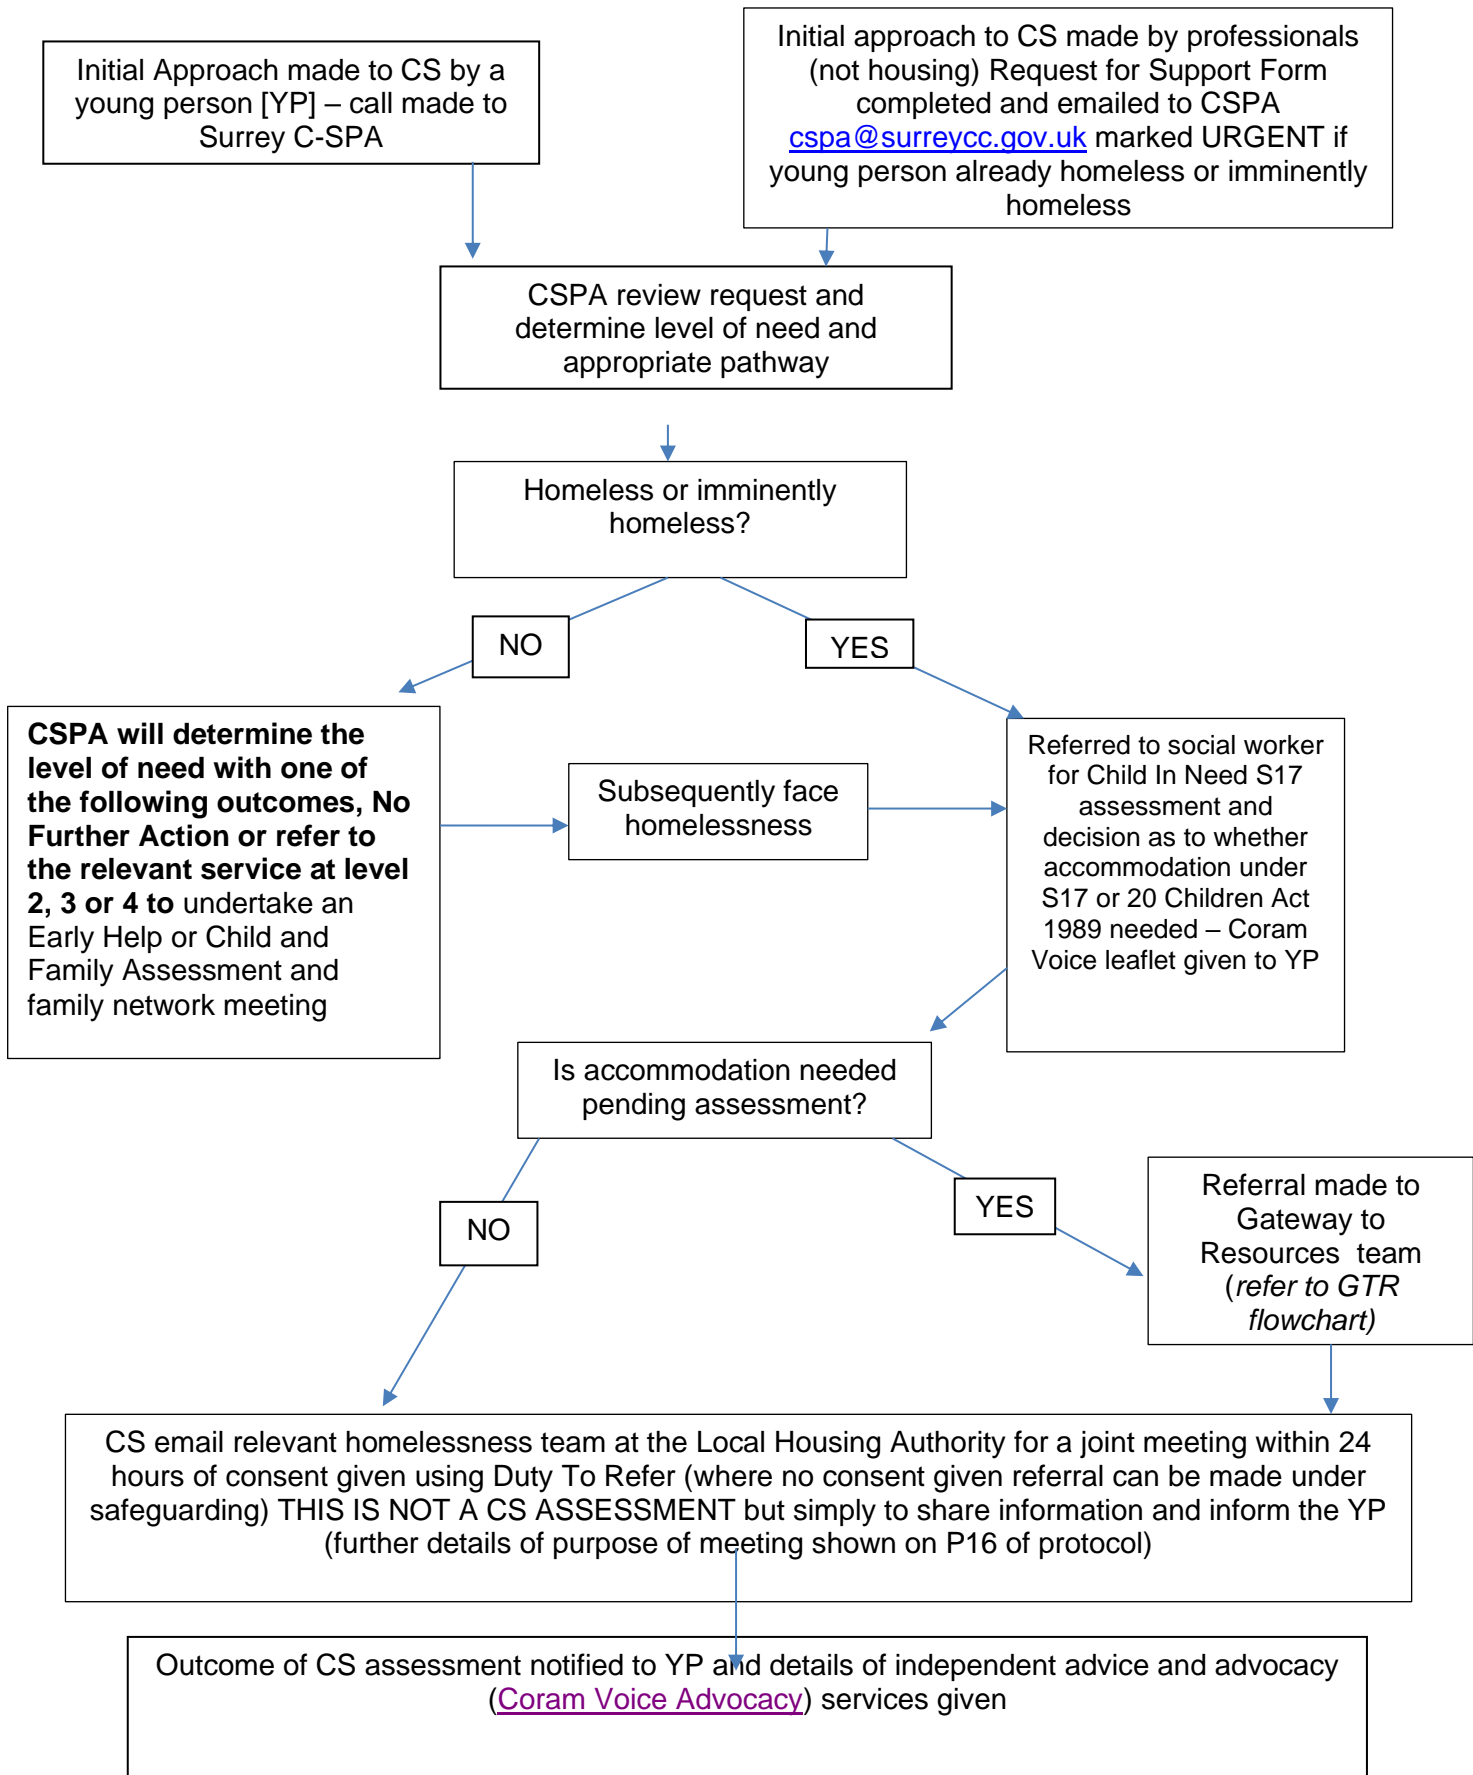 Initial Approach made to CS by a
young person [YP] – call made to
Surrey C-SPA
Initial approach to CS made by professionals
(not housing) Request for Support Form
completed and emailed to CSPA
cspa@surreycc.gov.uk marked URGENT if
young person already homeless or imminently
homeless
CSPA review request and
determine level of need and
appropriate pathway
Homeless or imminently
homeless?
NO
YES
CSPA will determine the
level of need with one of
the following outcomes, No
Further Action or refer to
the relevant service at level
2, 3 or 4 to undertake an
Early Help or Child and
Family Assessment and
family network meeting
Subsequently face
homelessness
Referred to social worker
for Child In Need S17
assessment and
decision as to whether
accommodation under
S17 or 20 Children Act
1989 needed – Coram
Voice leaflet given to YP
Is accommodation needed
pending assessment?
NO
YES
Referral made to
Gateway to
Resources team
(refer to GTR
flowchart)
CS email relevant homelessness team at the Local Housing Authority for a joint meeting within 24
hours of consent given using Duty To Refer (where no consent given referral can be made under
safeguarding) THIS IS NOT A CS ASSESSMENT but simply to share information and inform the YP
(further details of purpose of meeting shown on P16 of protocol)
Outcome of CS assessment notified to YP and details of independent advice and advocacy
(Coram Voice Advocacy) services given